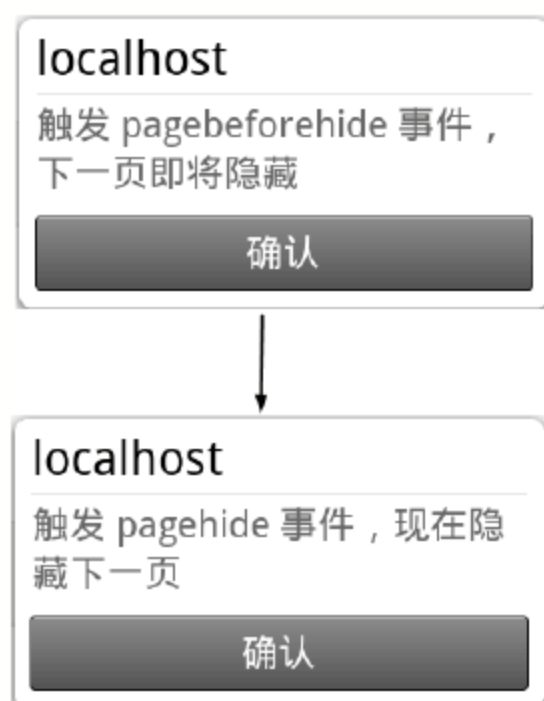 localhost
触发 pagebeforehide 事件，
下一页即将隐藏
确认
localhost
触发 pagehide 事件，现在隐
藏下一页
确认